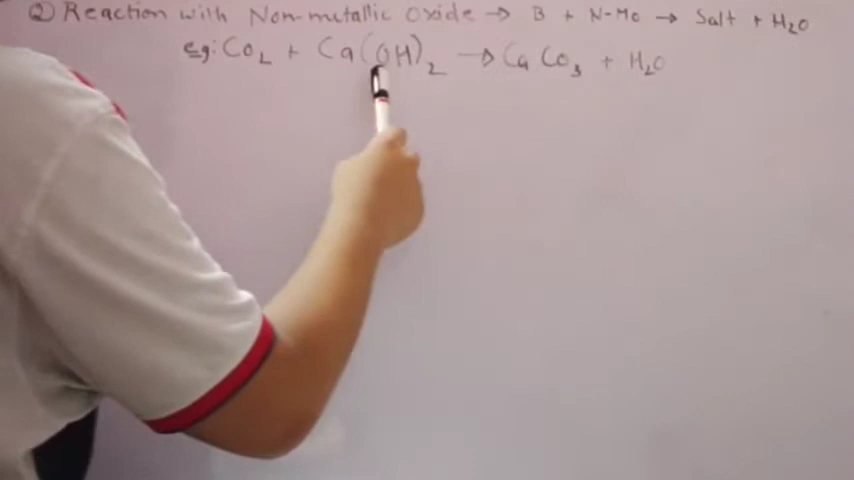 ② Reaction with Non-metallic Oxide → B + N-Mo → Salt + H₂O
eg: CO₂ + Ca(OH)₂ → CaCO₃ + H₂O